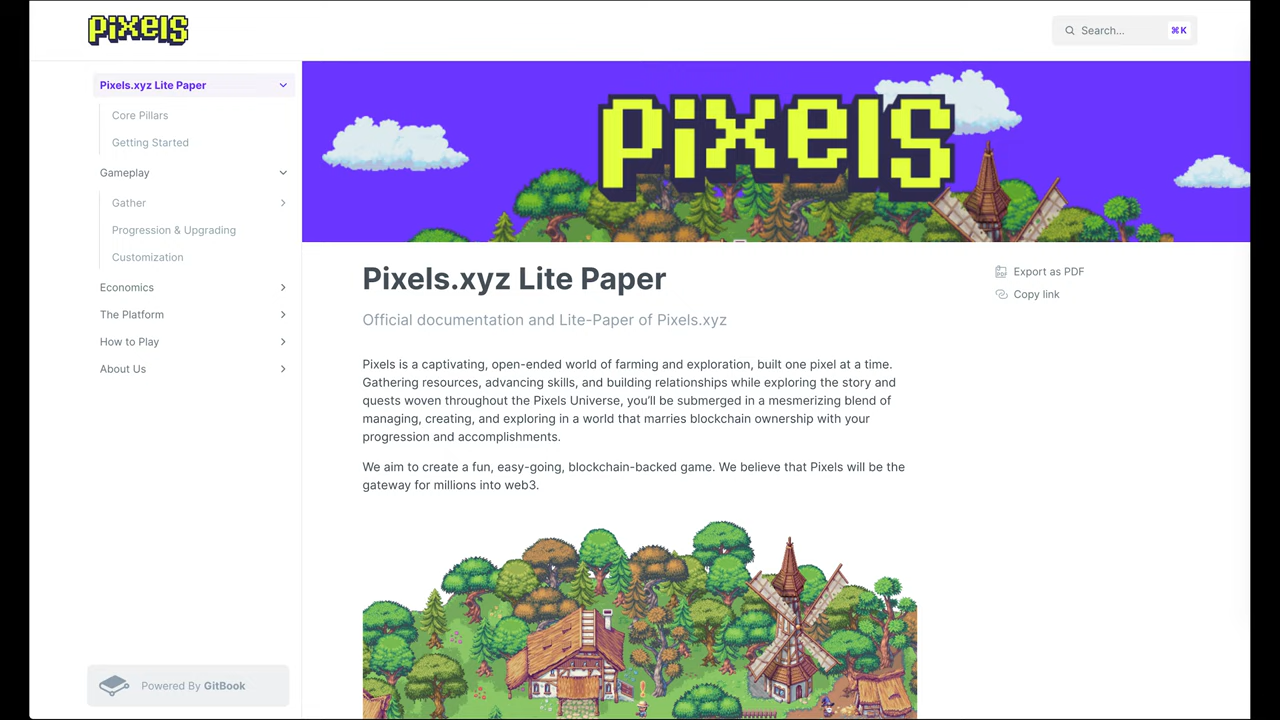 pixels
Search...
⌘K
Pixels.xyz Lite Paper
Core Pillars
Getting Started
Gameplay
Gather
Progression & Upgrading
Customization
Economics
The Platform
How to Play
About Us
Powered By GitBook
pixels
Pixels.xyz Lite Paper
Official documentation and Lite-Paper of Pixels.xyz
Export as PDF
Copy link
Pixels is a captivating, open-ended world of farming and exploration, built one pixel at a time.
Gathering resources, advancing skills, and building relationships while exploring the story and
quests woven throughout the Pixels Universe, you’ll be submerged in a mesmerizing blend of
managing, creating, and exploring in a world that marries blockchain ownership with your
progression and accomplishments.
We aim to create a fun, easy-going, blockchain-backed game. We believe that Pixels will be the
gateway for millions into web3.